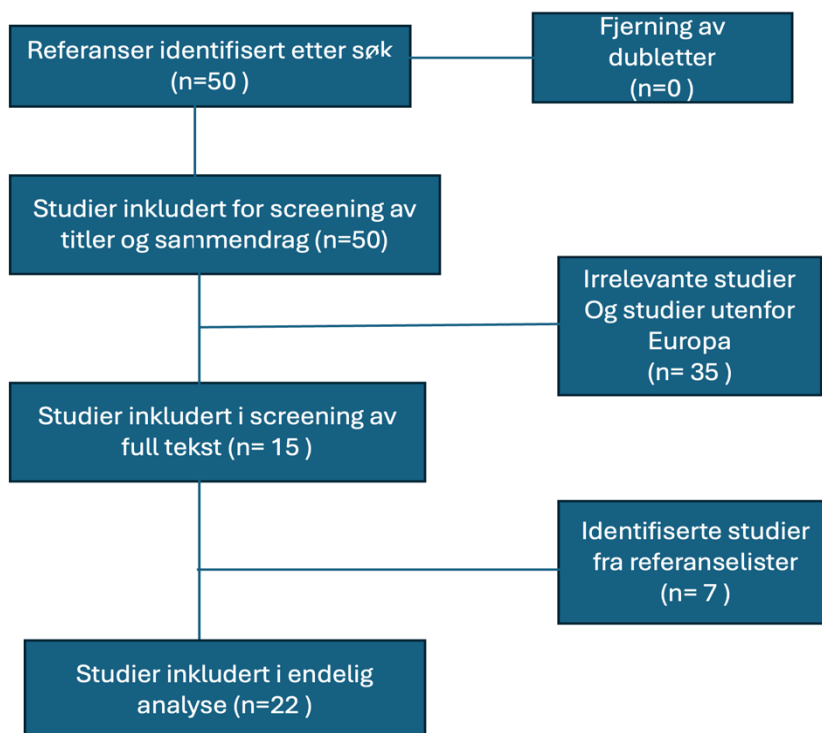 Referanser identifisert etter søk
(n=50 )
Fjerning av
dubletter
(n=0 )
Studier inkludert for screening av
titler og sammendrag (n=50)
Irrelevante studier
Og studier utenfor
Europa
(n= 35 )
Studier inkludert i screening av
full tekst (n= 15 )
Identifiserte studier
fra referanselister
(n= 7 )
Studier inkludert i endelig
analyse (n=22 )